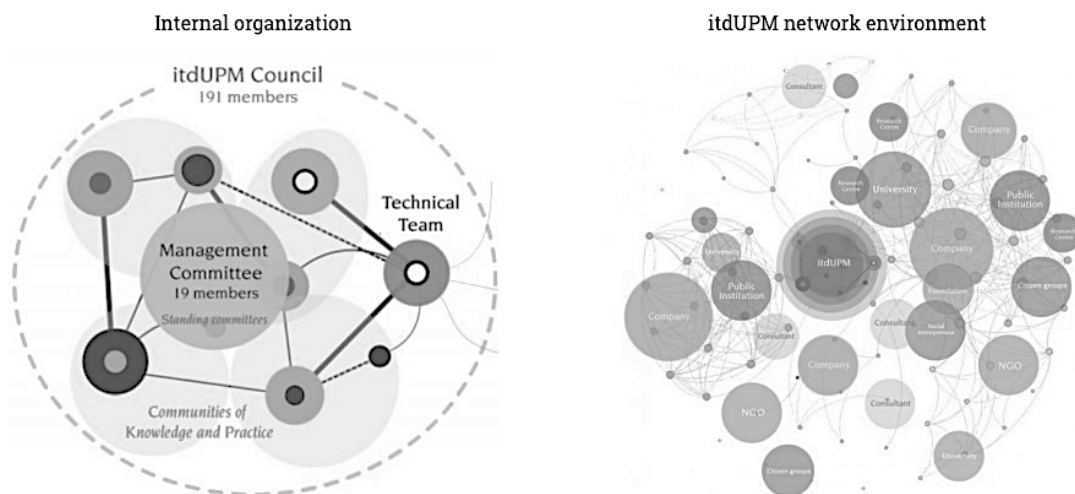 Internal organization
itdUPM network environment
itdUPM Council
191 members
Technical
Team
Management
Committee
19 members
Standing committees
Communities of
Knowledge and Practice
Consultant
Research
Centre
Company
Research
Centre
University
Public
Institution
Research
Centre
University
itdUPM
Company
Public
Institution
Foundation
Citizen groups
Company
Consultant
Social
entrepreneur
Consultant
Company
NGO
NGO
Consultant
University
Citizen groups